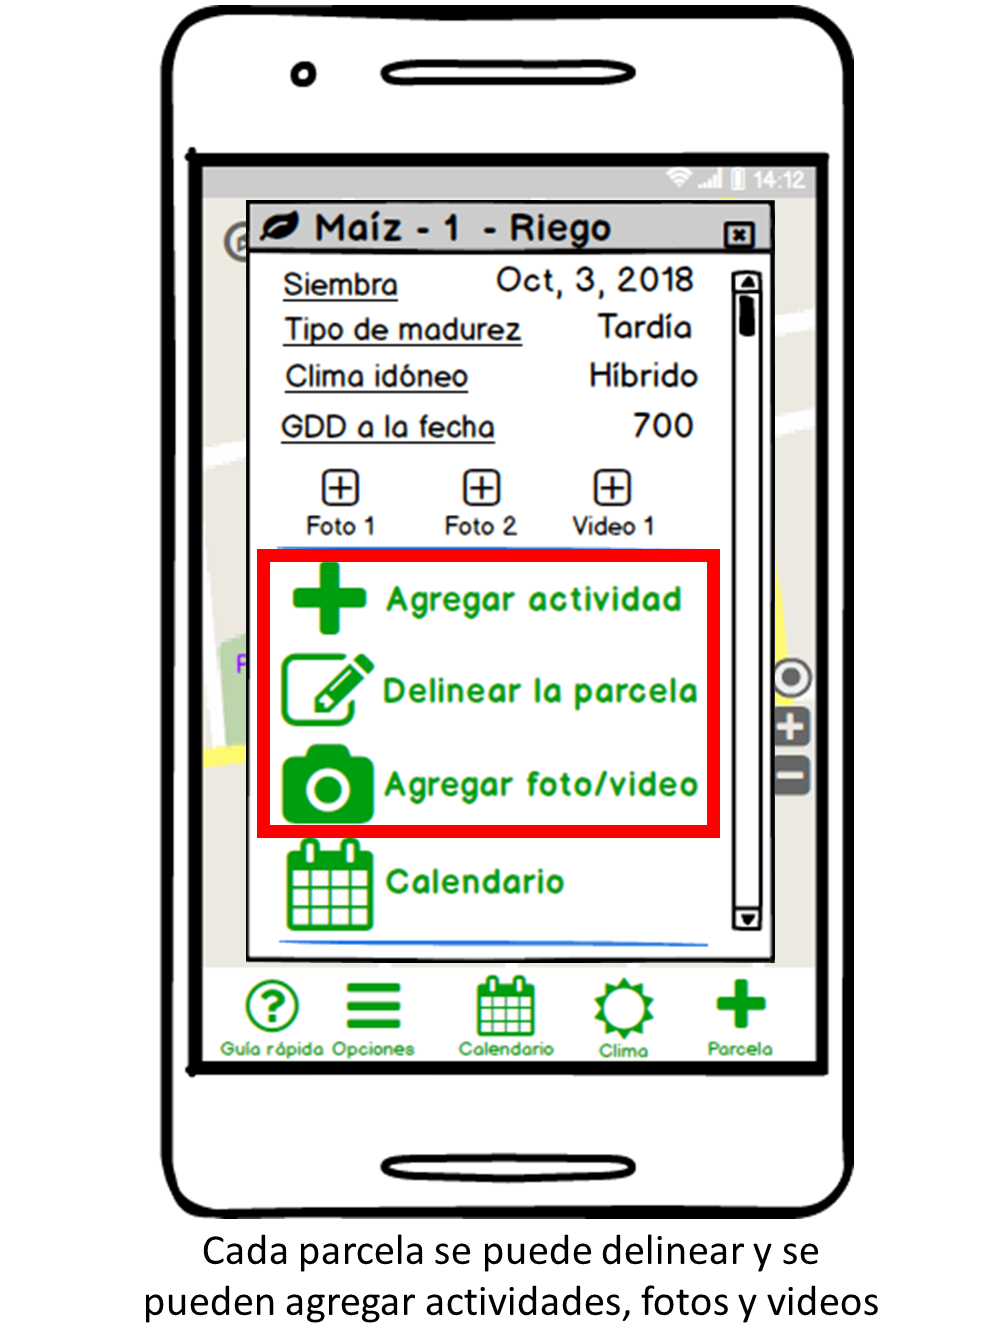 14:12
Maíz - 1 - Riego
Siembra Oct, 3, 2018
Tipo de madurez Tardía
Clima idóneo Híbrido
GDD a la fecha 700
Foto 1 Foto 2 Video 1
Agregar actividad
Delinear la parcela
P
Agregar foto/video
Calendario
Guía rápida Opciones Calendario Clima Parcela
Cada parcela se puede delinear y se
pueden agregar actividades, fotos y videos